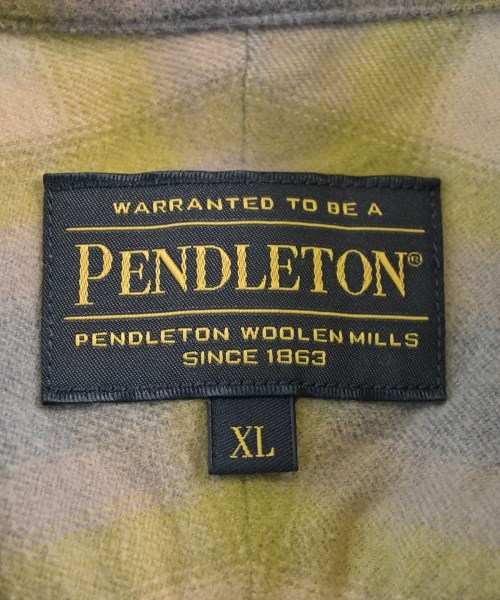 WARRANTED TO BE A
PENDLETON®
PENDLETON WOOLEN MILLS
SINCE 1863
XL